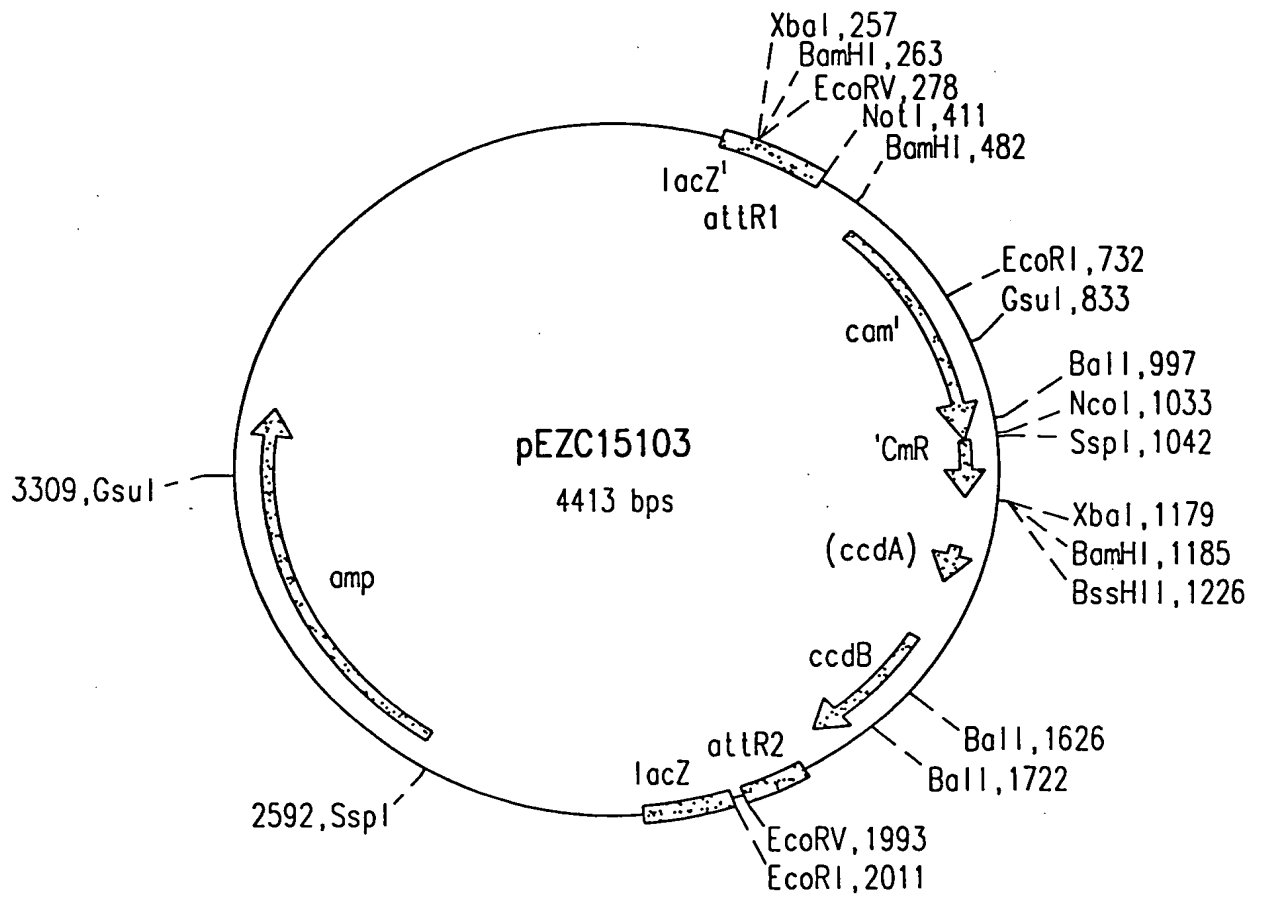 XbaI,257
BamHI,263
EcoRV,278
NotI,411
BamHI,482
lacZ'
attR1
EcoRI,732
GsuI,833
cam'
BalI,997
NcoI,1033
SspI,1042
pEZC15103
'CmR
4413 bps
3309,GsuI
XbaI,1179
(ccdA)
BamHI,1185
BssHII,1226
amp
ccdB
BalI,1626
attR2
BalI,1722
lacZ
2592,SspI
EcoRV,1993
EcoRI,2011